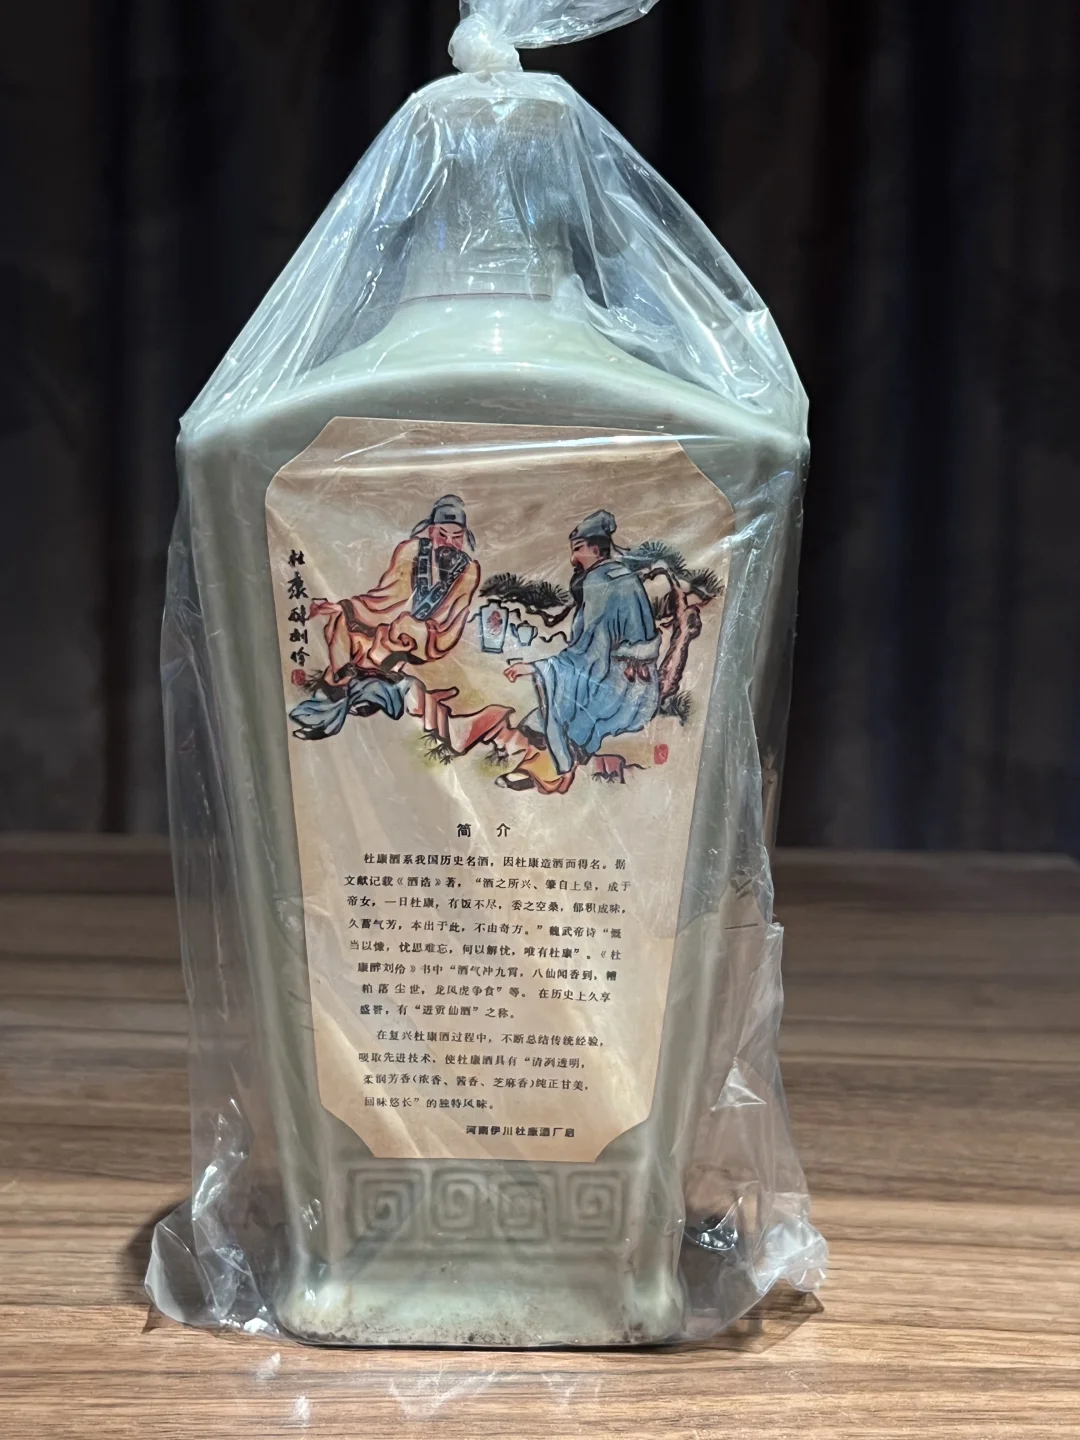 杜康醉刘伶
简 介
杜康酒系我国历史名酒，因杜康造酒而得名。据
文献记载《酒诰》著，“酒之所兴、肇自上皇，成于
帝女，一日杜康，有饭不尽，委之空桑，郁积成味，
久蓄气芳，本出于此，不由奇方。”魏武帝诗“慨
当以慷，忧思难忘，何以解忧，唯有杜康”。《杜
康醉刘伶》书中“酒气冲九霄，八仙闻香到，糟
粕落尘世，龙凤虎争食”等。在历史上久享
盛誉，有“进贡仙酒”之称。
在复兴杜康酒过程中，不断总结传统经验，
吸取先进技术，使杜康酒具有“清冽透明，
柔润芳香(浓香、酱香、芝麻香)纯正甘美，
回味悠长”的独特风味。
河南伊川杜康酒厂启